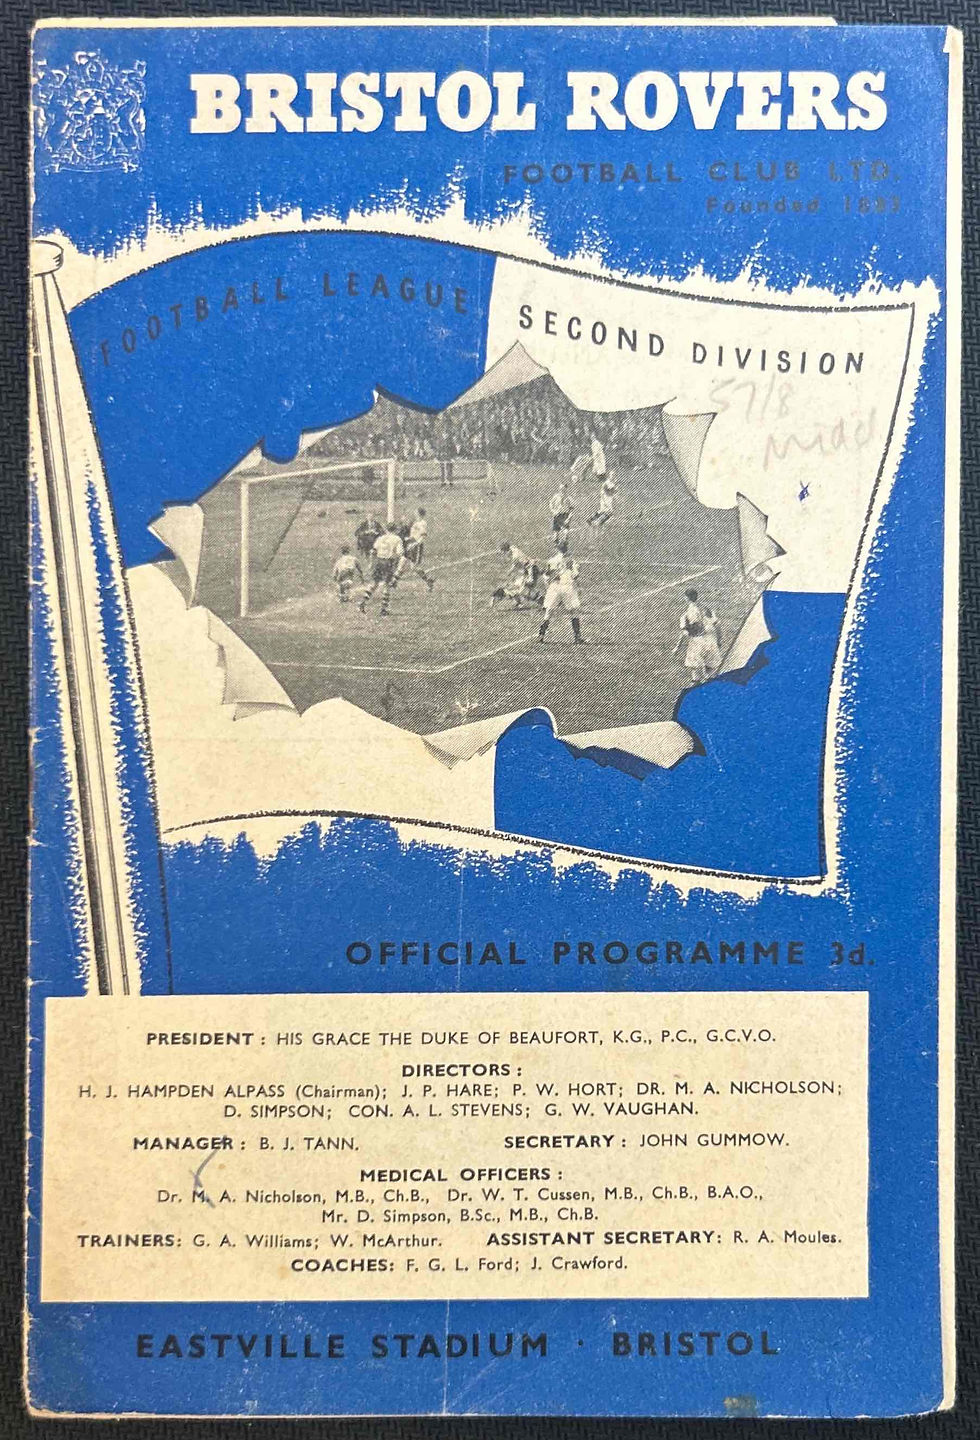 BRISTOL ROVERS
FOOTBALL CLUB LTD.
Founded 1883
FOOTBALL LEAGUE SECOND DIVISION
57/8
Midd
OFFICIAL PROGRAMME 3d.
PRESIDENT : HIS GRACE THE DUKE OF BEAUFORT, K.G., P.C., G.C.V.O.
DIRECTORS :
H. J. HAMPDEN ALPASS (Chairman); J. P. HARE; P. W. HORT; DR. M. A. NICHOLSON;
D. SIMPSON; CON. A. L. STEVENS; G. W. VAUGHAN.
MANAGER : B. J. TANN. SECRETARY : JOHN GUMMOW.
MEDICAL OFFICERS :
Dr. M. A. Nicholson, M.B., Ch.B., Dr. W. T. Cussen, M.B., Ch.B., B.A.O.,
Mr. D. Simpson, B.Sc., M.B., Ch.B.
TRAINERS: G. A. Williams; W. McArthur. ASSISTANT SECRETARY: R. A. Moules.
COACHES: F. G. L. Ford; J. Crawford.
EASTVILLE STADIUM · BRISTOL